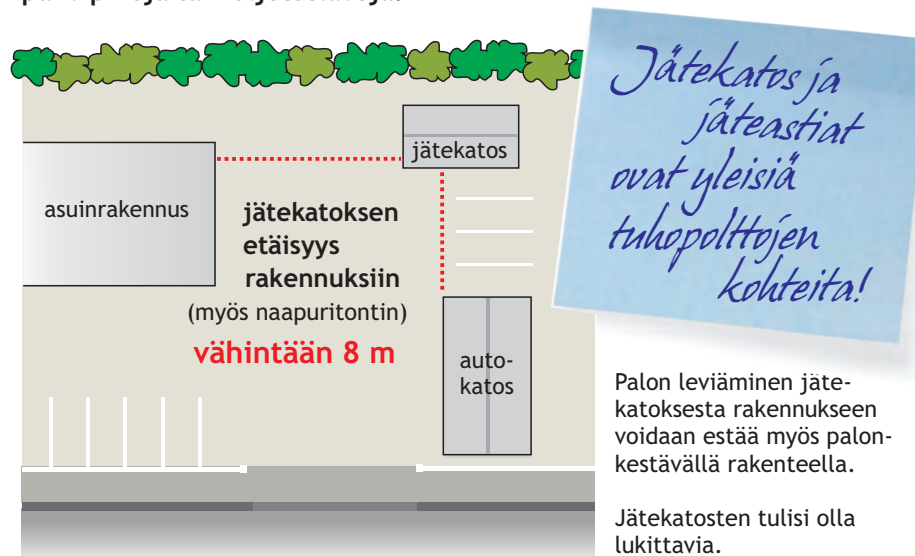 jätekatos
asuinrakennus
jätekatoksen
etäisyys
rakennuksiin
(myös naapuritontin)
vähintään 8 m
auto-
katos
Jätekatos ja
jäteastiat
ovat yleisiä
tuhopolttojen
kohteita!
Palon leviäminen jäte-
katoksesta rakennukseen
voidaan estää myös palon-
kestävällä rakenteella.
Jätekatosten tulisi olla
lukittavia.